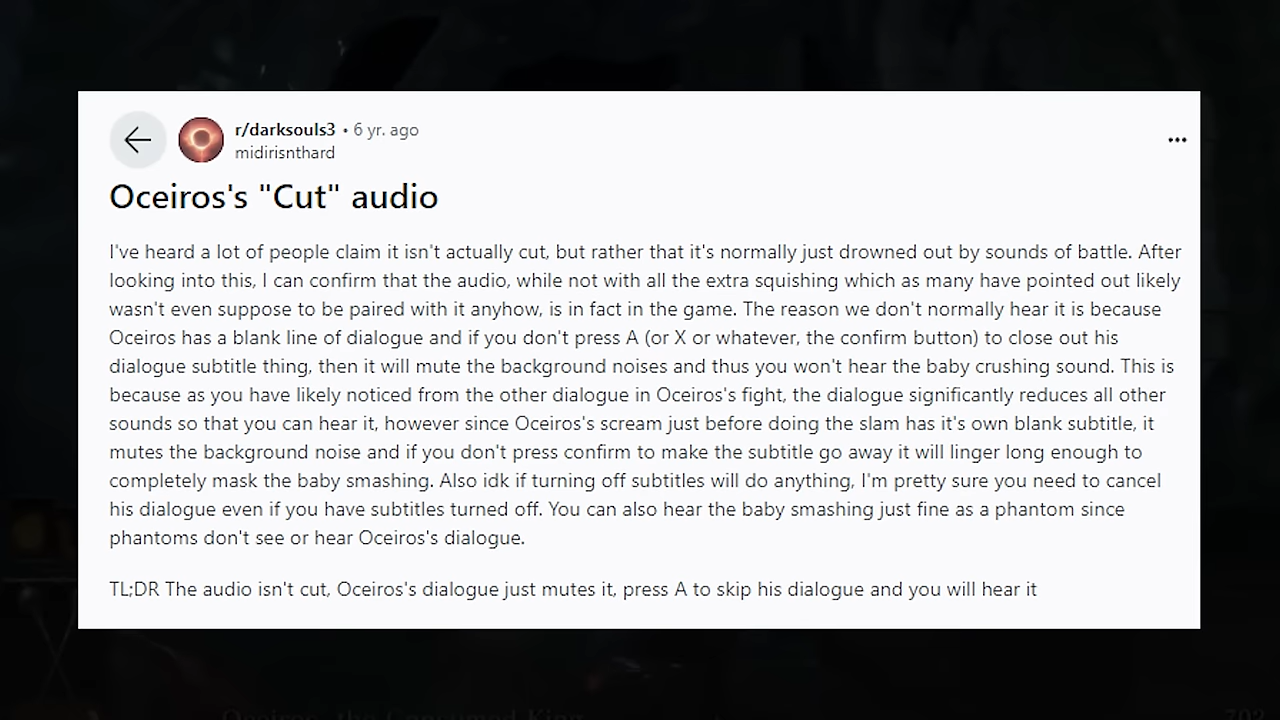 r/darksouls3 • 6 yr. ago
midirisnthard
Oceiros's "Cut" audio
I've heard a lot of people claim it isn't actually cut, but rather that it's normally just drowned out by sounds of battle. After
looking into this, I can confirm that the audio, while not with all the extra squishing which as many have pointed out likely
wasn't even suppose to be paired with it anyhow, is in fact in the game. The reason we don't normally hear it is because
Oceiros has a blank line of dialogue and if you don't press A (or X or whatever, the confirm button) to close out his
dialogue subtitle thing, then it will mute the background noises and thus you won't hear the baby crushing sound. This is
because as you have likely noticed from the other dialogue in Oceiros's fight, the dialogue significantly reduces all other
sounds so that you can hear it, however since Oceiros's scream just before doing the slam has it's own blank subtitle, it
mutes the background noise and if you don't press confirm to make the subtitle go away it will linger long enough to
completely mask the baby smashing. Also idk if turning off subtitles will do anything, I'm pretty sure you need to cancel
his dialogue even if you have subtitles turned off. You can also hear the baby smashing just fine as a phantom since
phantoms don't see or hear Oceiros's dialogue.
TL;DR The audio isn't cut, Oceiros's dialogue just mutes it, press A to skip his dialogue and you will hear it
Oceiros, the Consumed King